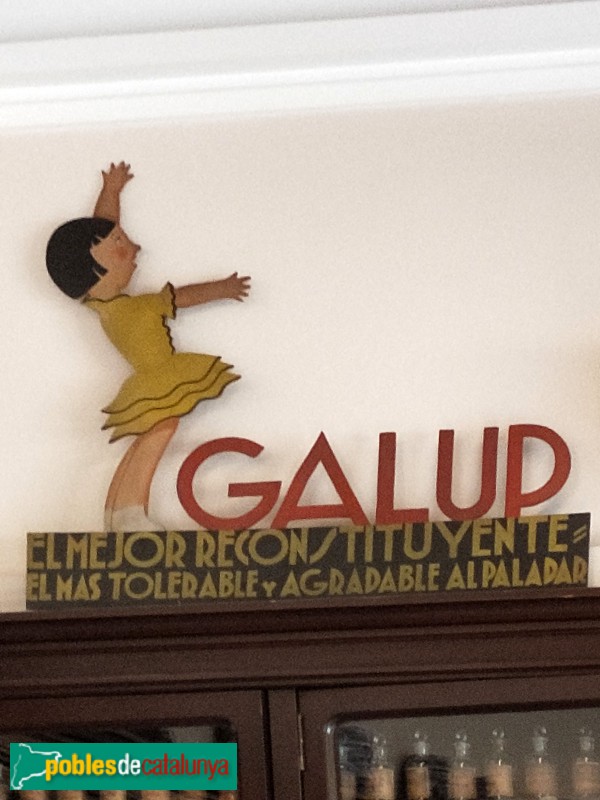 GALUP
EL MEJOR RECONSTITUYENTE =
EL MAS TOLERABLE Y AGRADABLE AL PALADAR
poblesdecatalunya